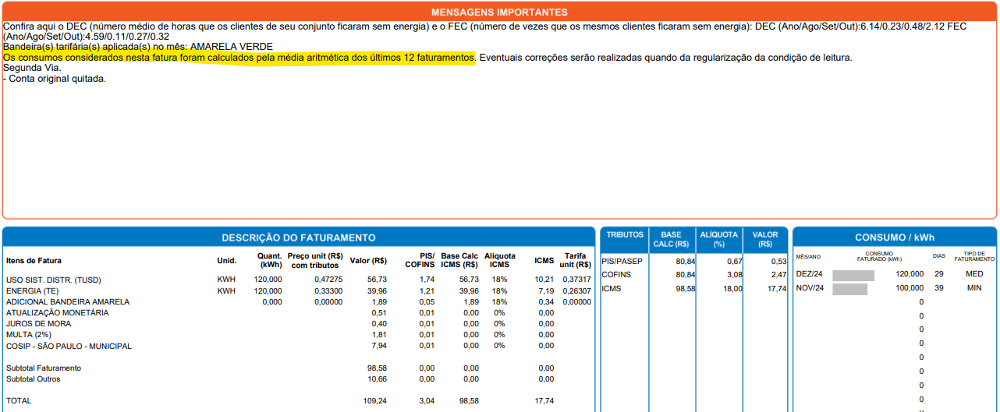 MENSAGENS IMPORTANTES
Confira aqui o DEC (número médio de horas que os clientes de seu conjunto ficaram sem energia) e o FEC (número de vezes que os mesmos clientes ficaram sem energia): DEC (Ano/Ago/Set/Out):6.14/0.23/0.48/2.12 FEC
(Ano/Ago/Set/Out):4.59/0.11/0.27/0.32
Bandeira(s) tarifária(s) aplicada(s) no mês: AMARELA VERDE
Os consumos considerados nesta fatura foram calculados pela média aritmética dos últimos 12 faturamentos. Eventuais correções serão realizadas quando da regularização da condição de leitura.
Segunda Via.
- Conta original quitada.
DESCRIÇÃO DO FATURAMENTO
Itens de Fatura Unid. Quant. (kWh) Preço unit (R$) com tributos Valor (R$) PIS/ COFINS Base Calc ICMS (R$) Alíquota ICMS ICMS Tarifa unit (R$)
USO SIST. DISTR. (TUSD) KWH 120,000 0,47275 56,73 1,74 56,73 18% 10,21 0,37317
ENERGIA (TE) KWH 120,000 0,33300 39,96 1,21 39,96 18% 7,19 0,26307
ADICIONAL BANDEIRA AMARELA 0,000 0,00000 1,89 0,05 1,89 18% 0,34 0,00000
ATUALIZAÇÃO MONETÁRIA 0,51 0,01 0,00 0% 0,00
JUROS DE MORA 0,40 0,01 0,00 0% 0,00
MULTA (2%) 1,81 0,01 0,00 0% 0,00
COSIP - SÃO PAULO - MUNICIPAL 7,94 0,01 0,00 0% 0,00
Subtotal Faturamento 98,58 0,00 0,00 0,00
Subtotal Outros 10,66 0,00 0,00 0,00
TOTAL 109,24 3,04 98,58 17,74
TRIBUTOS BASE CALC (R$) ALÍQUOTA (%) VALOR (R$)
PIS/PASEP 80,84 0,67 0,53
COFINS 80,84 3,08 2,47
ICMS 98,58 18,00 17,74
CONSUMO / kWh
MÊS/ANO CONSUMO FATURADO (kWh) DIAS TIPO DE FATURAMENTO
DEZ/24 120,000 29 MED
NOV/24 100,000 39 MIN
0
0
0
0
0
0
0
0